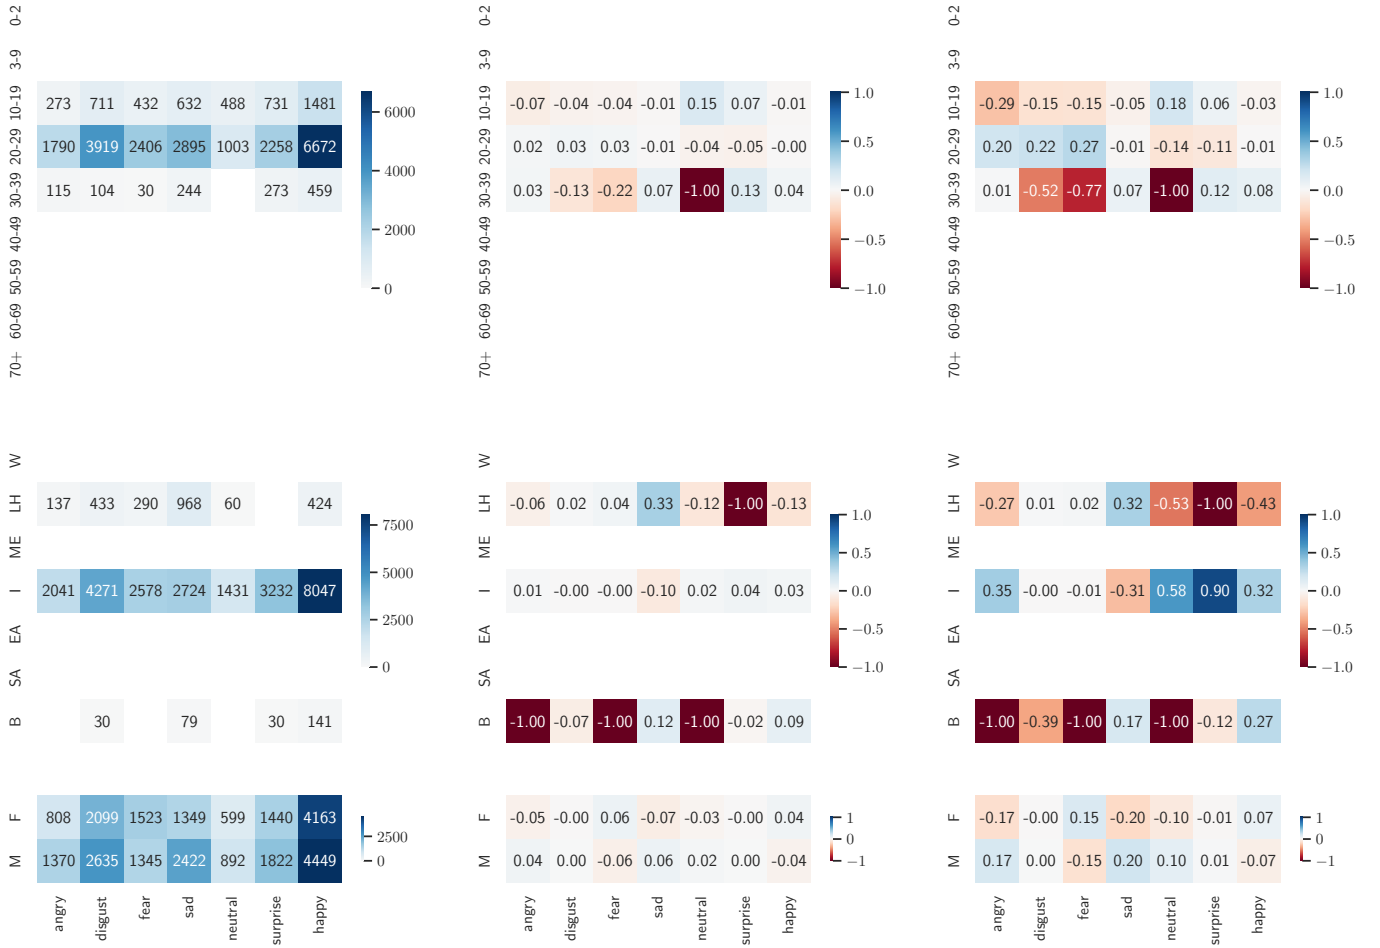 0-2 0-2 0-2
3-9 3-9 3-9
10-19 273 711 432 632 488 731 1481 6000 10-19 -0.07 -0.04 -0.04 -0.01 0.15 0.07 -0.01 1.0 10-19 -0.29 -0.15 -0.15 -0.05 0.18 0.06 -0.03 1.0
20-29 1790 3919 2406 2895 1003 2258 6672 4000 20-29 0.02 0.03 0.03 -0.01 -0.04 -0.05 -0.00 0.5 20-29 0.20 0.22 0.27 -0.01 -0.14 -0.11 -0.01 0.5
30-39 115 104 30 244 273 459 2000 30-39 0.03 -0.13 -0.22 0.07 -1.00 0.13 0.04 0.0 30-39 0.01 -0.52 -0.77 0.07 -1.00 0.12 0.08 0.0
40-49 40-49 −0.5 40-49 −0.5
50-59 0 50-59 −1.0 50-59 −1.0
60-69 60-69 60-69
70+ 70+ 70+
W W W
LH 137 433 290 968 60 424 7500 LH -0.06 0.02 0.04 0.33 -0.12 -1.00 -0.13 1.0 LH -0.27 0.01 0.02 0.32 -0.53 -1.00 -0.43 1.0
ME 5000 ME 0.5 ME 0.5
I 2041 4271 2578 2724 1431 3232 8047 2500 I 0.01 -0.00 -0.00 -0.10 0.02 0.04 0.03 0.0 I 0.35 -0.00 -0.01 -0.31 0.58 0.90 0.32 0.0
EA EA −0.5 EA −0.5
SA 0 SA −1.0 SA −1.0
B 30 79 30 141 B -1.00 -0.07 -1.00 0.12 -1.00 -0.02 0.09 B -1.00 -0.39 -1.00 0.17 -1.00 -0.12 0.27
F 808 2099 1523 1349 599 1440 4163 2500 F -0.05 -0.00 0.06 -0.07 -0.03 -0.00 0.04 1 0 F -0.17 -0.00 0.15 -0.20 -0.10 -0.01 0.07 1 0
M 1370 2635 1345 2422 892 1822 4449 0 M 0.04 0.00 -0.06 0.06 0.02 0.00 -0.04 −1 M 0.17 0.00 -0.15 0.20 0.10 0.01 -0.07 −1
angry disgust fear sad neutral surprise happy angry disgust fear sad neutral surprise happy angry disgust fear sad neutral surprise happy